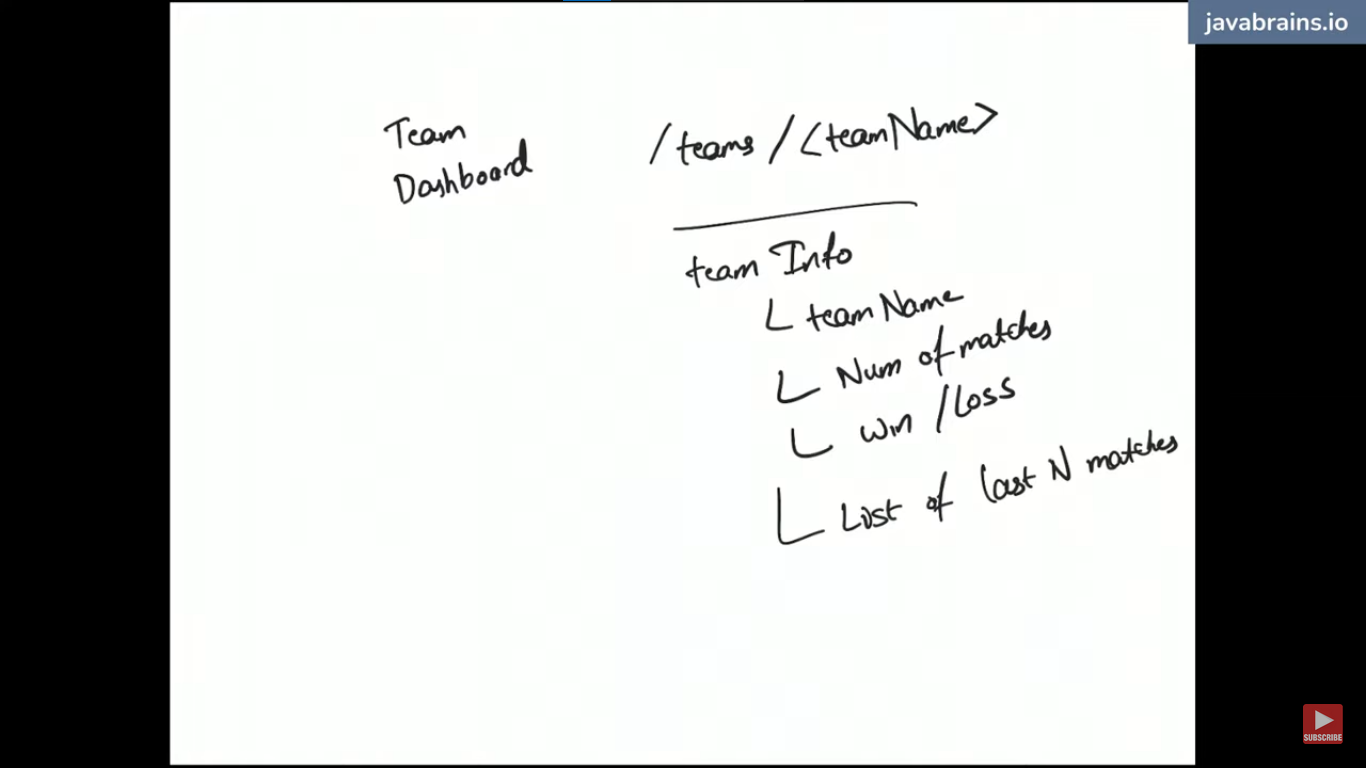 javabrains.io
Team
Dashboard
/teams/<teamName>
team Info
teamName
Num of matches
Win/Loss
List of last N matches
SUBSCRIBE